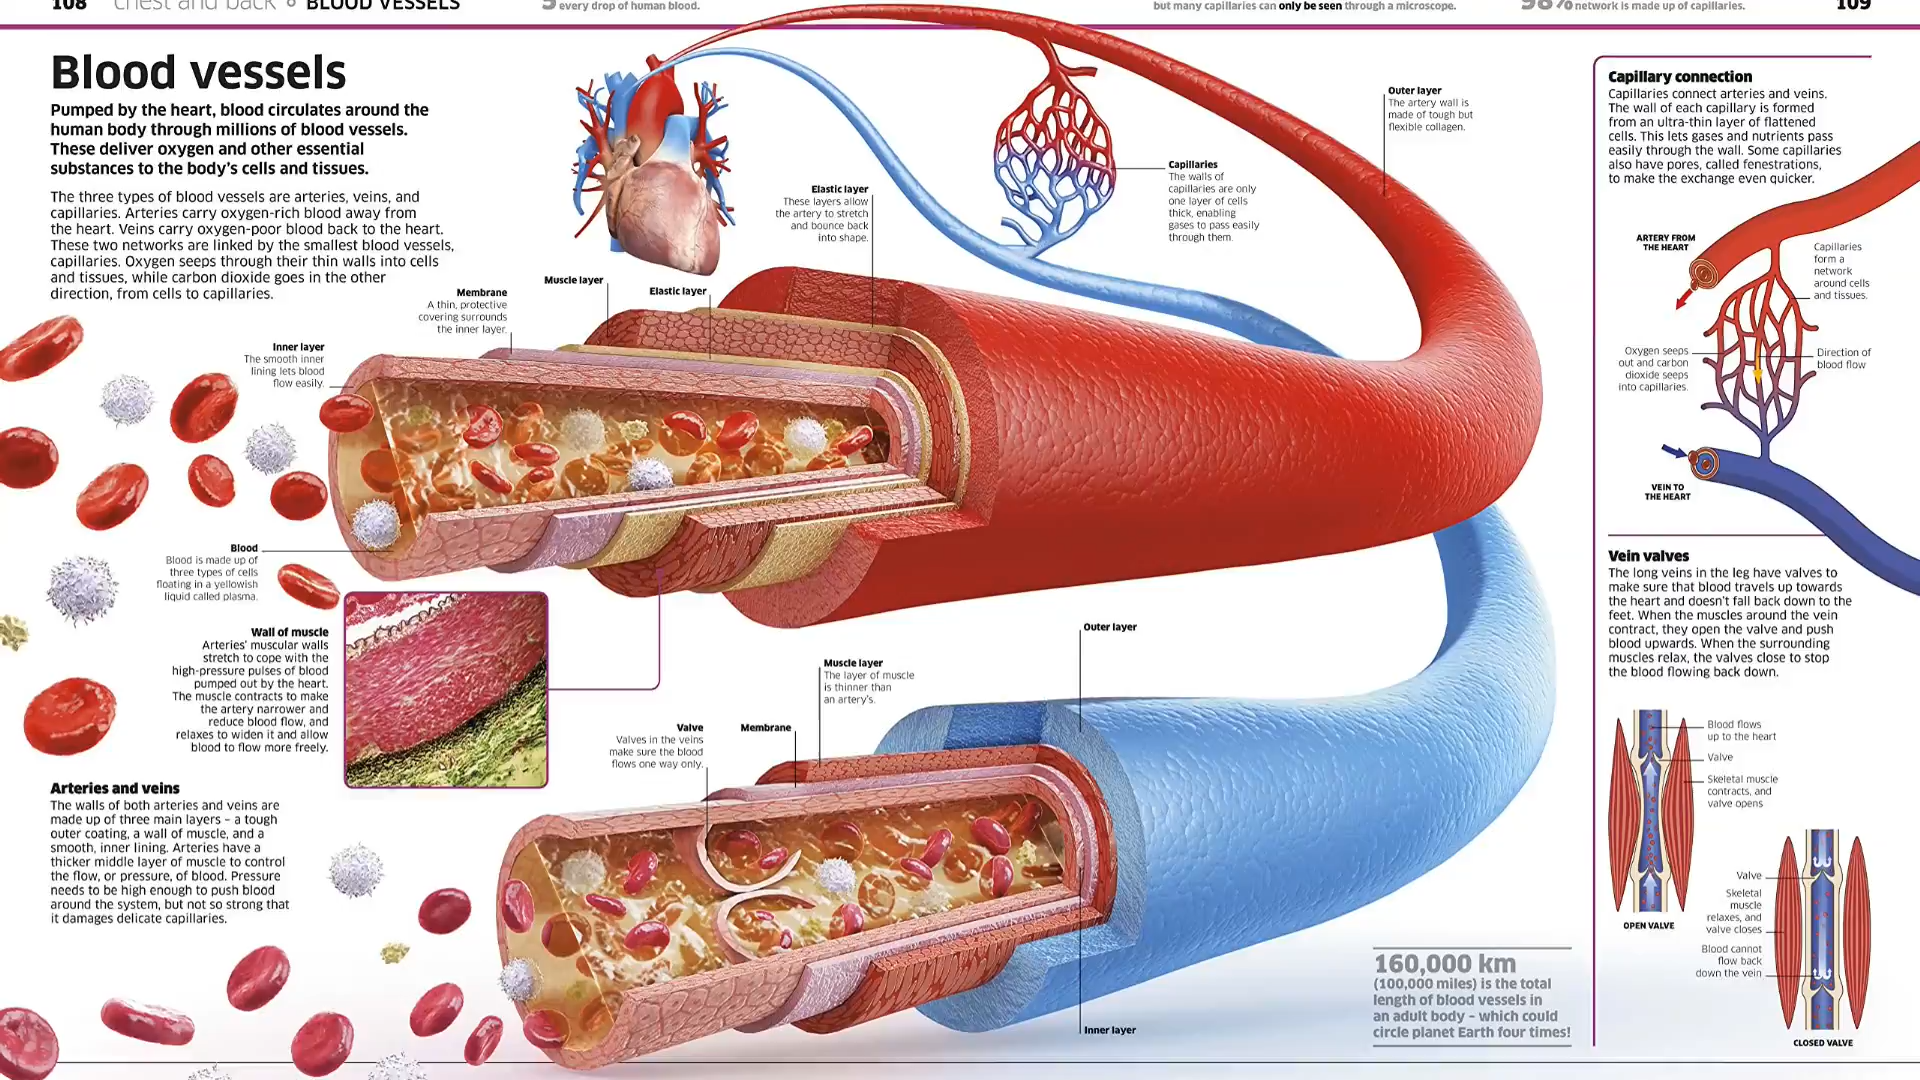 108 chest and back ∘ BLOOD VESSELS
every drop of human blood.
but many capillaries can only be seen through a microscope.
98% network is made up of capillaries.
109
Blood vessels
Pumped by the heart, blood circulates around the
human body through millions of blood vessels.
These deliver oxygen and other essential
substances to the body's cells and tissues.
The three types of blood vessels are arteries, veins, and
capillaries. Arteries carry oxygen-rich blood away from
the heart. Veins carry oxygen-poor blood back to the heart.
These two networks are linked by the smallest blood vessels,
capillaries. Oxygen seeps through their thin walls into cells
and tissues, while carbon dioxide goes in the other
direction, from cells to capillaries.
Inner layer
The smooth inner
lining lets blood
flow easily.
Membrane
A thin, protective
covering surrounds
the inner layer.
Muscle layer
Elastic layer
Elastic layer
These layers allow
the artery to stretch
and bounce back
into shape.
Capillaries
The walls of
capillaries are only
one layer of cells
thick, enabling
gases to pass easily
through them.
Outer layer
The artery wall is
made of tough but
flexible collagen.
Blood
Blood is made up of
three types of cells
floating in a yellowish
liquid called plasma.
Wall of muscle
Arteries' muscular walls
stretch to cope with the
high-pressure pulses of blood
pumped out by the heart.
The muscle contracts to make
the artery narrower and
reduce blood flow, and
relaxes to widen it and allow
blood to flow more freely.
Arteries and veins
The walls of both arteries and veins are
made up of three main layers – a tough
outer coating, a wall of muscle, and a
smooth, inner lining. Arteries have a
thicker middle layer of muscle to control
the flow, or pressure, of blood. Pressure
needs to be high enough to push blood
around the system, but not so strong that
it damages delicate capillaries.
Valve
Valves in the veins
make sure the blood
flows one way only.
Membrane
Muscle layer
The layer of muscle
is thinner than
an artery's.
Outer layer
Inner layer
160,000 km
(100,000 miles) is the total
length of blood vessels in
an adult body – which could
circle planet Earth four times!
Capillary connection
Capillaries connect arteries and veins.
The wall of each capillary is formed
from an ultra-thin layer of flattened
cells. This lets gases and nutrients pass
easily through the wall. Some capillaries
also have pores, called fenestrations,
to make the exchange even quicker.
ARTERY FROM
THE HEART
Capillaries
form a
network
around cells
and tissues.
Oxygen seeps
out and carbon
dioxide seeps
into capillaries.
Direction of
blood flow
VEIN TO
THE HEART
Vein valves
The long veins in the leg have valves to
make sure that blood travels up towards
the heart and doesn't fall back down to the
feet. When the muscles around the vein
contract, they open the valve and push
blood upwards. When the surrounding
muscles relax, the valves close to stop
the blood flowing back down.
Blood flows
up to the heart
Valve
Skeletal muscle
contracts, and
valve opens
OPEN VALVE
Valve
Skeletal
muscle
relaxes, and
valve closes
Blood cannot
flow back
down the vein
CLOSED VALVE